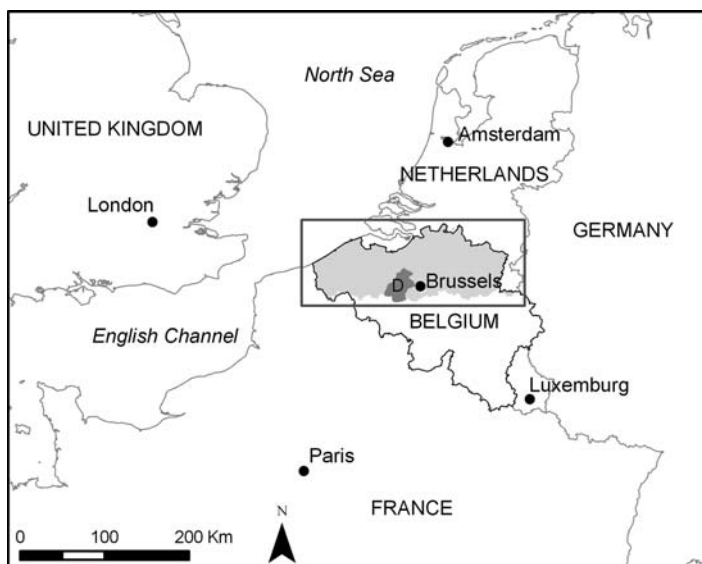 North Sea
UNITED KINGDOM
Amsterdam
NETHERLANDS
London
GERMANY
D
Brussels
BELGIUM
English Channel
Luxemburg
Paris
N
FRANCE
0 100 200 Km